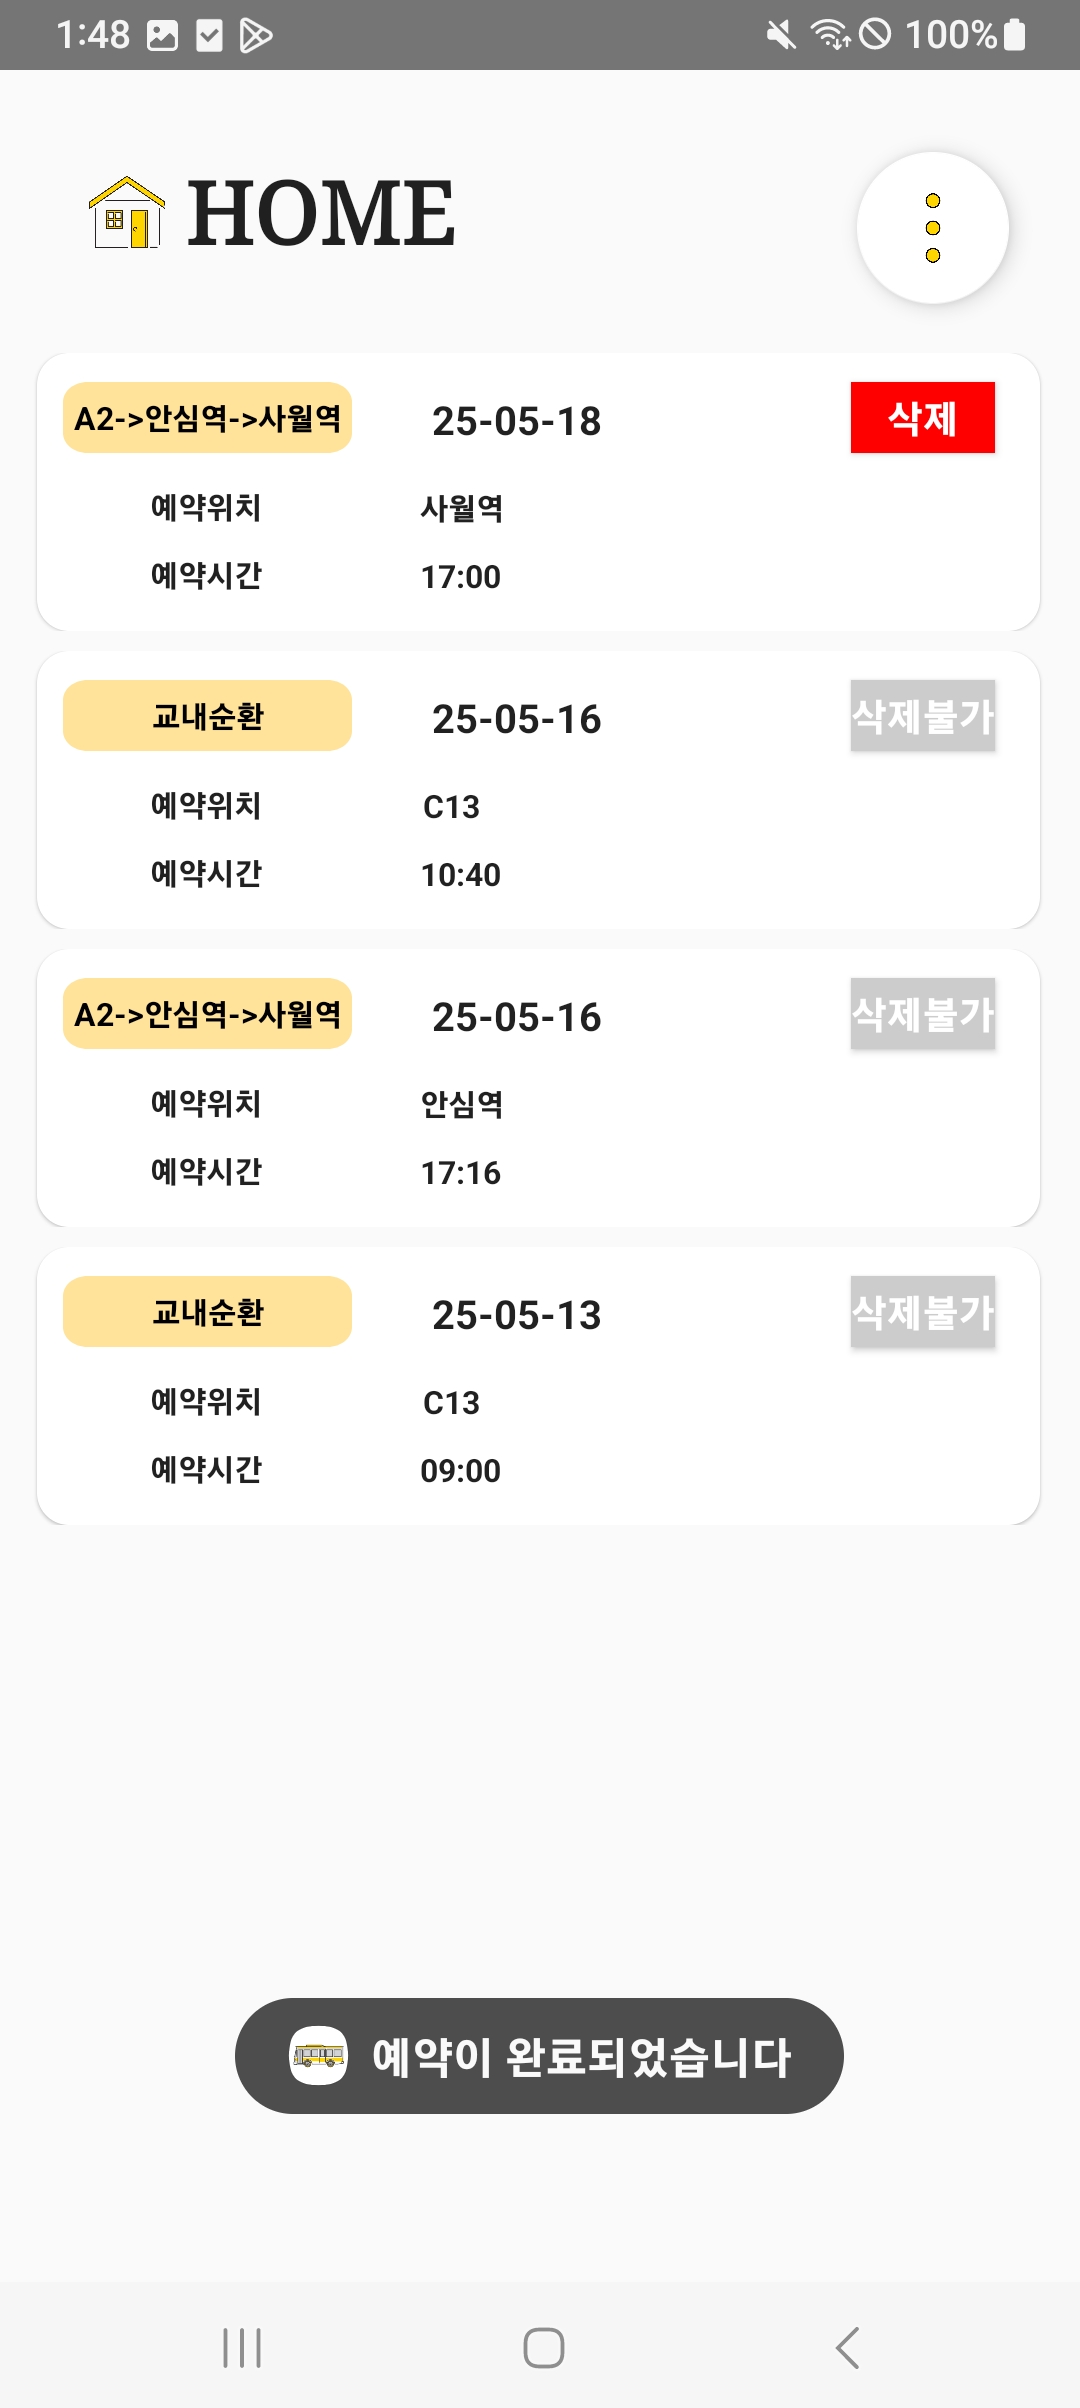 1:48 100%
HOME
A2->안심역->사월역 25-05-18 삭제
예약위치 사월역
예약시간 17:00
교내순환 25-05-16 삭제불가
예약위치 C13
예약시간 10:40
A2->안심역->사월역 25-05-16 삭제불가
예약위치 안심역
예약시간 17:16
교내순환 25-05-13 삭제불가
예약위치 C13
예약시간 09:00
예약이 완료되었습니다